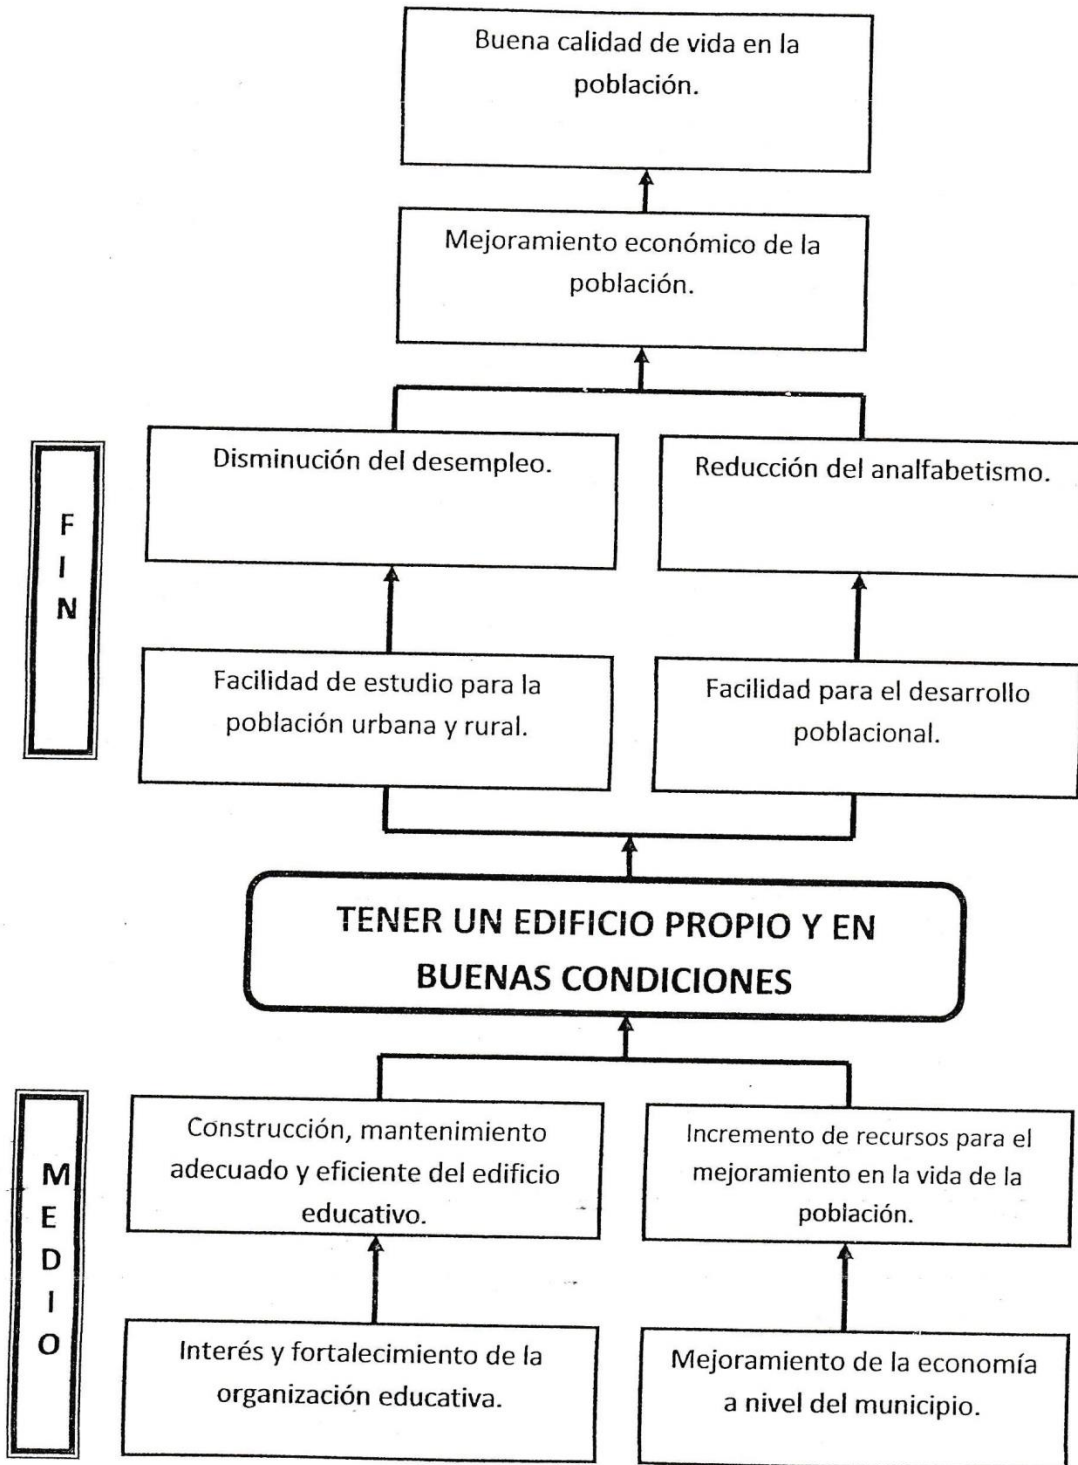 Buena calidad de vida en la
población.
Mejoramiento económico de la
población.
Disminución del desempleo.
Reducción del analfabetismo.
F
I
N
Facilidad de estudio para la
población urbana y rural.
Facilidad para el desarrollo
poblacional.
TENER UN EDIFICIO PROPIO Y EN
BUENAS CONDICIONES
M
E
D
I
O
Construcción, mantenimiento
adecuado y eficiente del edificio
educativo.
Incremento de recursos para el
mejoramiento en la vida de la
población.
Interés y fortalecimiento de la
organización educativa.
Mejoramiento de la economía
a nivel del municipio.